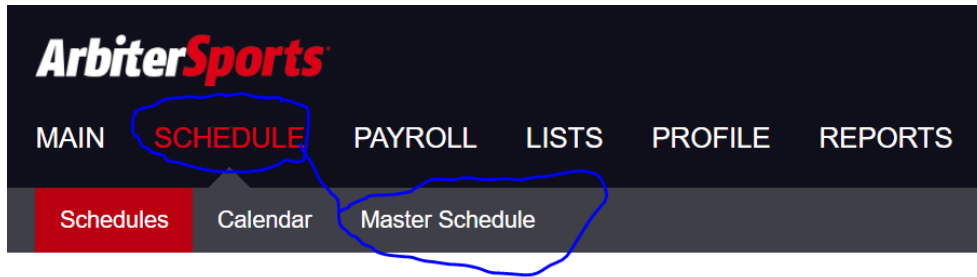 ArbiterSports
MAIN SCHEDULE PAYROLL LISTS PROFILE REPORTS
Schedules Calendar Master Schedule